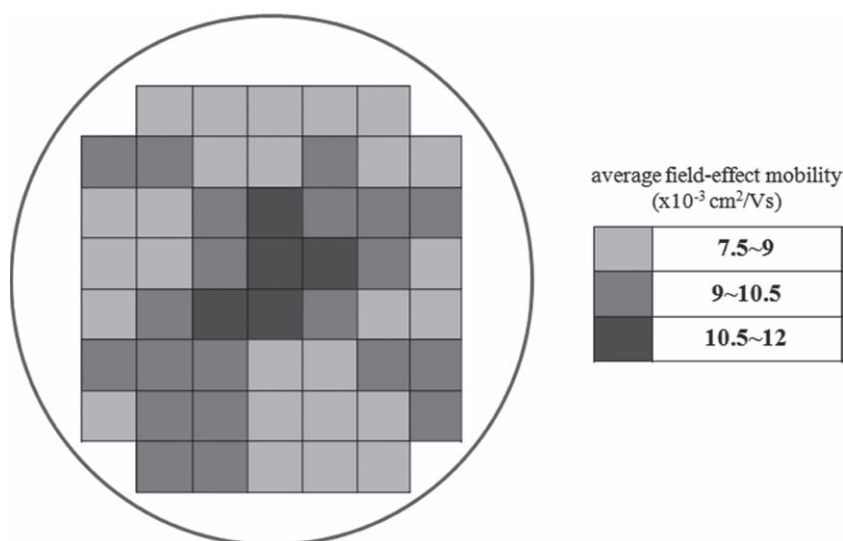 average field-effect mobility
(x10⁻³ cm²/Vs)
7.5~9
9~10.5
10.5~12